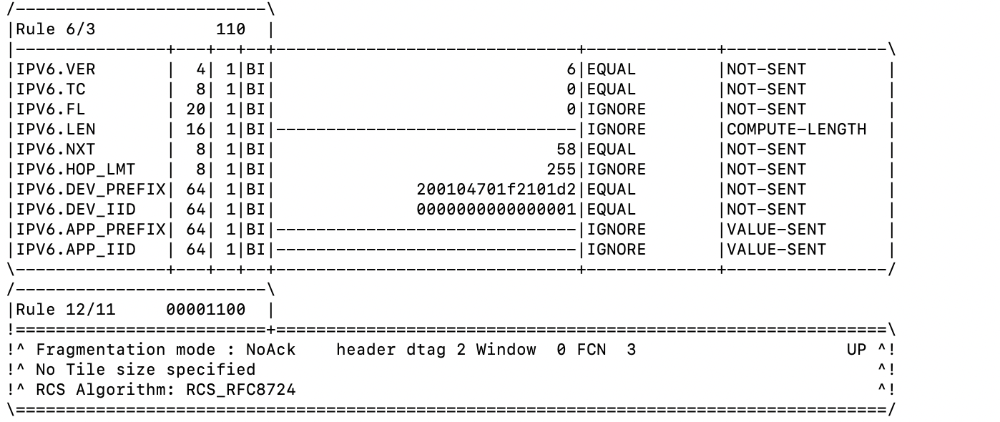 /-------------------------\
|Rule 6/3            110  |
|---------------+---+--+--+------------------------------+-------------+----------------\
|IPV6.VER       |  4| 1|BI|                             6|EQUAL        |NOT-SENT        |
|IPV6.TC        |  8| 1|BI|                             0|EQUAL        |NOT-SENT        |
|IPV6.FL        | 20| 1|BI|                             0|IGNORE       |NOT-SENT        |
|IPV6.LEN       | 16| 1|BI|------------------------------|IGNORE       |COMPUTE-LENGTH  |
|IPV6.NXT       |  8| 1|BI|                            58|EQUAL        |NOT-SENT        |
|IPV6.HOP_LMT   |  8| 1|BI|                           255|IGNORE       |NOT-SENT        |
|IPV6.DEV_PREFIX| 64| 1|BI|              200104701f2101d2|EQUAL        |NOT-SENT        |
|IPV6.DEV_IID   | 64| 1|BI|              0000000000000001|EQUAL        |NOT-SENT        |
|IPV6.APP_PREFIX| 64| 1|BI|------------------------------|IGNORE       |VALUE-SENT      |
|IPV6.APP_IID   | 64| 1|BI|------------------------------|IGNORE       |VALUE-SENT      |
\---------------+---+--+--+------------------------------+-------------+----------------/
/-------------------------\
|Rule 12/11     00001100  |
!=========================+=============================================================\
!^ Fragmentation mode : NoAck    header dtag 2 Window  0 FCN  3                     UP ^!
!^ No Tile size specified                                                              ^!
!^ RCS Algorithm: RCS_RFC8724                                                          ^!
\=======================================================================================/